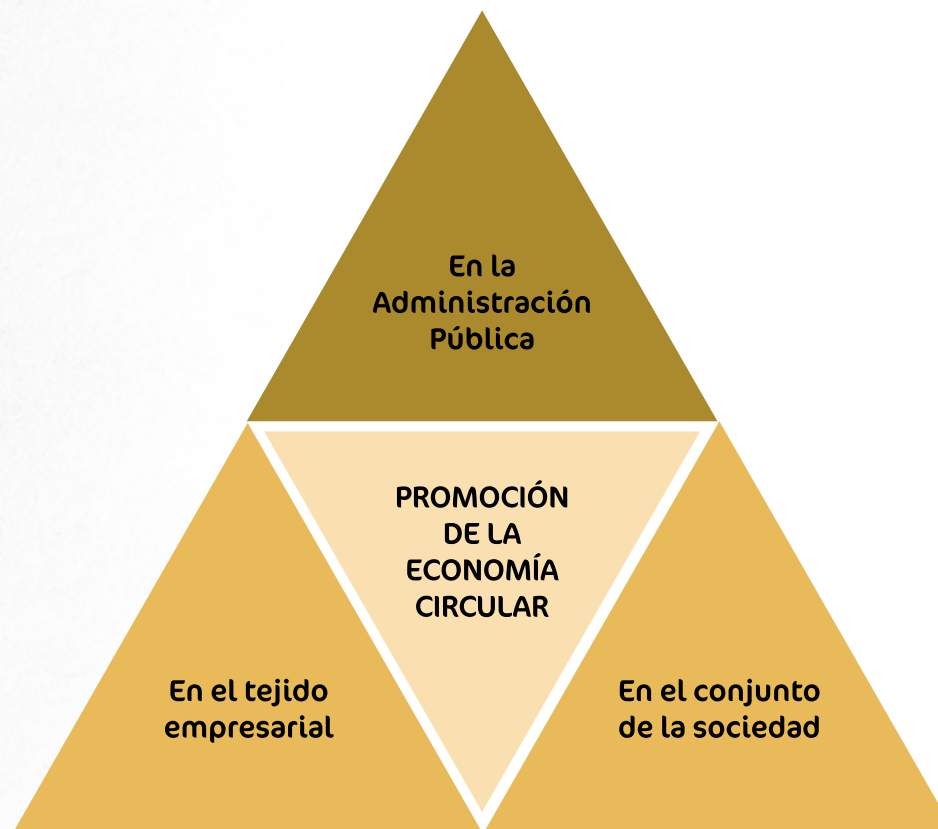 En la
Administración
Pública
PROMOCIÓN
DE LA
ECONOMÍA
CIRCULAR
En el tejido
empresarial
En el conjunto
de la sociedad